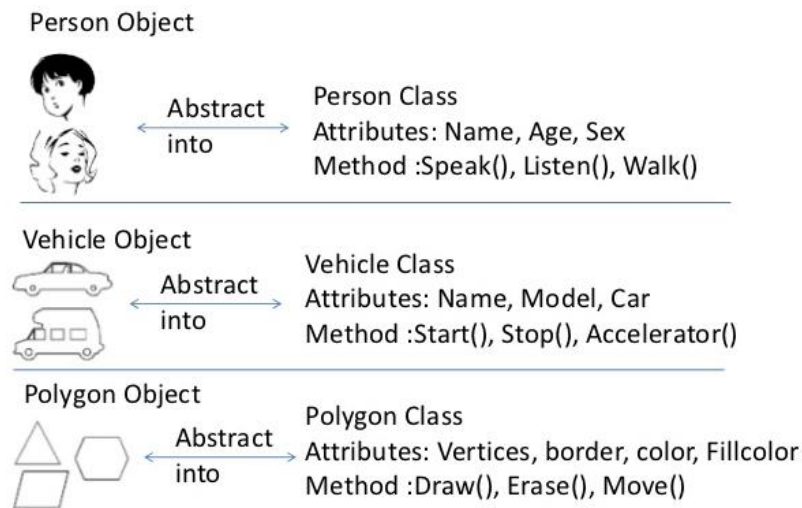 Person Object
Abstract
into
Person Class
Attributes: Name, Age, Sex
Method :Speak(), Listen(), Walk()
Vehicle Object
Abstract
into
Vehicle Class
Attributes: Name, Model, Car
Method :Start(), Stop(), Accelerator()
Polygon Object
Abstract
into
Polygon Class
Attributes: Vertices, border, color, Fillcolor
Method :Draw(), Erase(), Move()